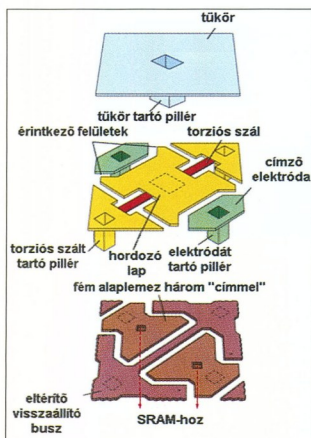 tükör
tükör tartó pillér
érintkező felületek
torziós szál
címző
elektróda
torziós szált
tartó pillér
hordozó
lap
elektródát
tartó pillér
fém alaplemez három "címmel"
eltérítő
visszaállító
busz
SRAM-hoz